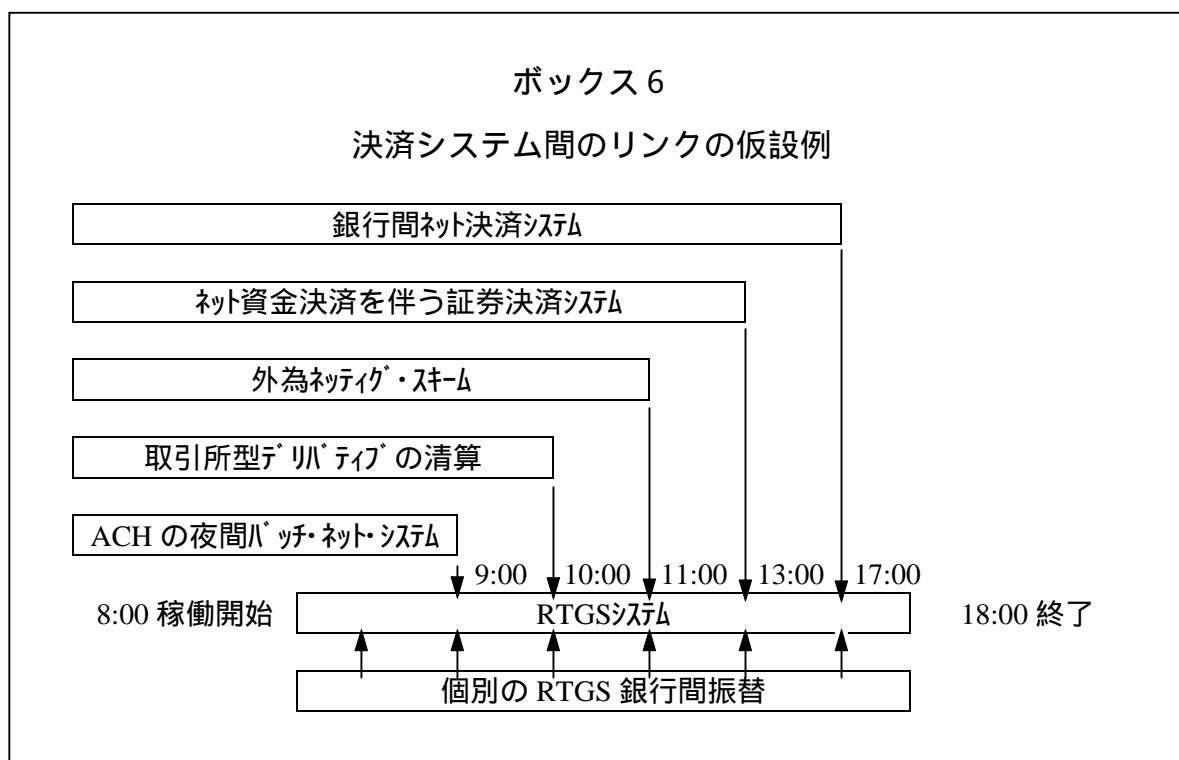 ボックス6
決済システム間のリンクの仮設例
銀行間ﾈｯﾄ決済ｼｽﾃﾑ
ﾈｯﾄ資金決済を伴う証券決済ｼｽﾃﾑ
外為ﾈｯﾃｨｸﾞ・ｽｷｰﾑ
取引所型ﾃﾞﾘﾊﾞﾃｨﾌﾞの清算
ACH の夜間ﾊﾞｯﾁ・ﾈｯﾄ・ｼｽﾃﾑ
9:00 10:00 11:00 13:00 17:00
8:00 稼働開始 RTGSｼｽﾃﾑ 18:00 終了
個別の RTGS 銀行間振替